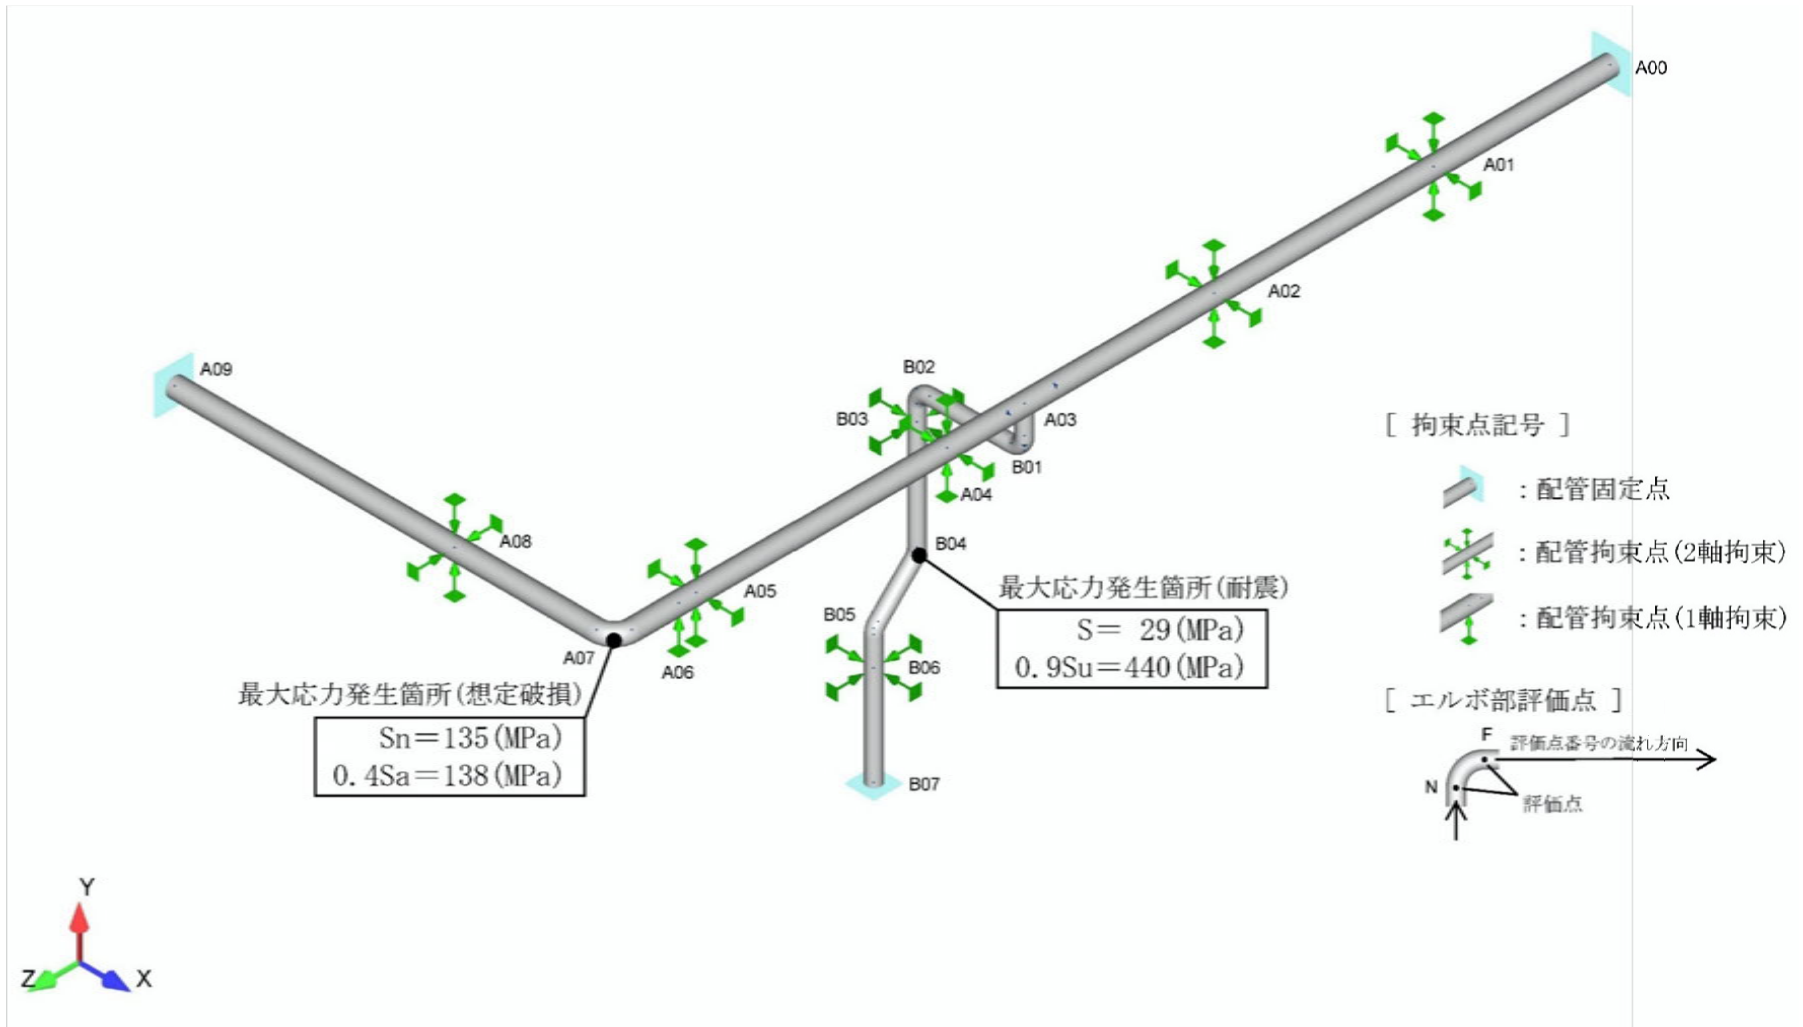 A00
A01
A02
A09
B02
B03
A03
B01
A04
[ 拘束点記号 ]
:配管固定点
:配管拘束点(2軸拘束)
:配管拘束点(1軸拘束)
A08
B04
A05
最大応力発生箇所(耐震)
S= 29(MPa)
0.9Su=440(MPa)
B05
A07
A06
B06
最大応力発生箇所(想定破損)
Sn=135(MPa)
0.4Sa=138(MPa)
B07
[ エルボ部評価点 ]
F
評価点番号の流れ方向
N
評価点
Y
Z
X